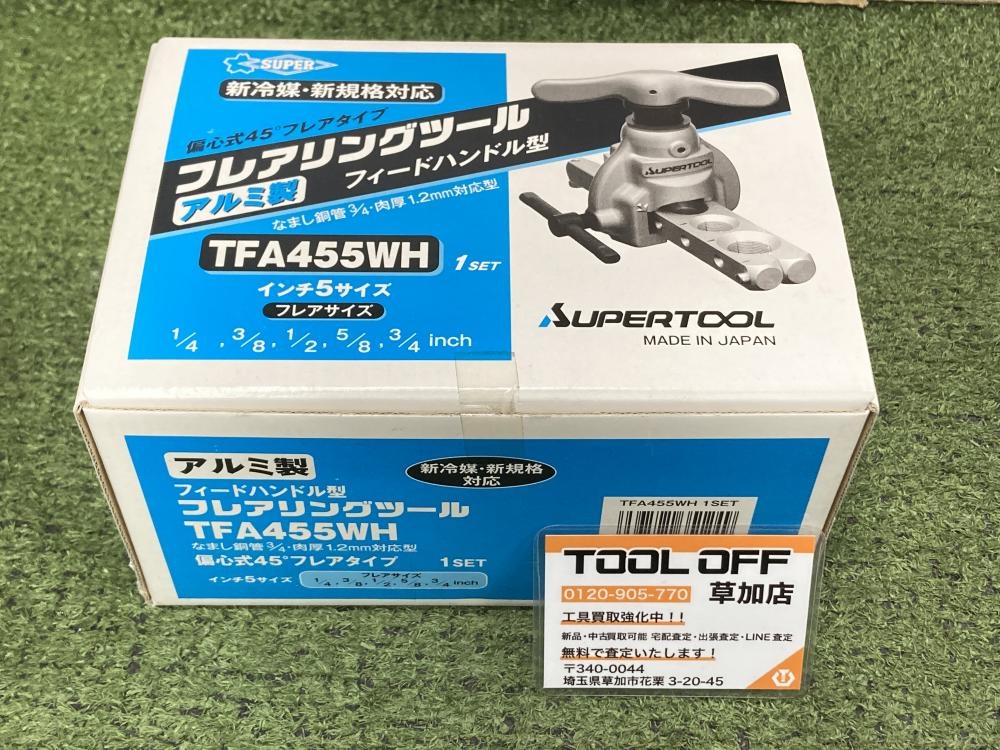 SUPER
新冷媒・新規格対応
偏心式45°フレアタイプ
フレアリングツール
アルミ製
フィードハンドル型
なまし銅管3/4・肉厚1.2mm対応型
TFA455WH 1SET
インチ5サイズ
フレアサイズ
1/4 , 3/8 , 1/2 , 5/8 , 3/4 inch
SUPERTOOL
SUPERTOOL
MADE IN JAPAN
アルミ製
新冷媒・新規格
対応
フィードハンドル型
フレアリングツール
TFA455WH
なまし銅管3/4・肉厚1.2mm対応型
偏心式45°フレアタイプ 1SET
インチ5サイズ
フレアサイズ
1/4 , 3/8 , 1/2 , 5/8 , 3/4 inch
TFA455WH 1SET
TOOL OFF
0120-905-770 草加店
工具買取強化中!!
新品・中古買取可能 宅配査定・出張査定・LINE査定
無料で査定いたします!
〒340-0044
埼玉県草加市花栗3-20-45